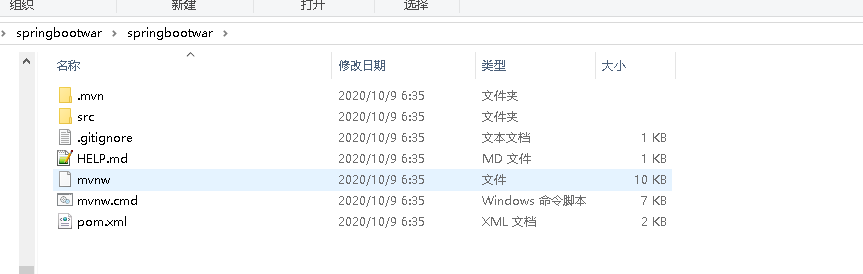 组织 新建 打开 选择
springbootwar springbootwar
名称 修改日期 类型 大小
.mvn 2020/10/9 6:35 文件夹
src 2020/10/9 6:35 文件夹
.gitignore 2020/10/9 6:35 文本文档 1 KB
HELP.md 2020/10/9 6:35 MD 文件 1 KB
mvnw 2020/10/9 6:35 文件 10 KB
mvnw.cmd 2020/10/9 6:35 Windows 命令脚本 7 KB
pom.xml 2020/10/9 6:35 XML 文档 2 KB